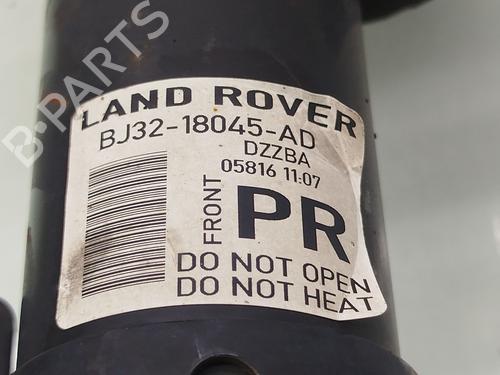 B-PARTS
LAND ROVER
BJ32-18045-AD
DZZBA
05816 11:07
FRONT
PR
DO NOT OPEN
DO NOT HEAT